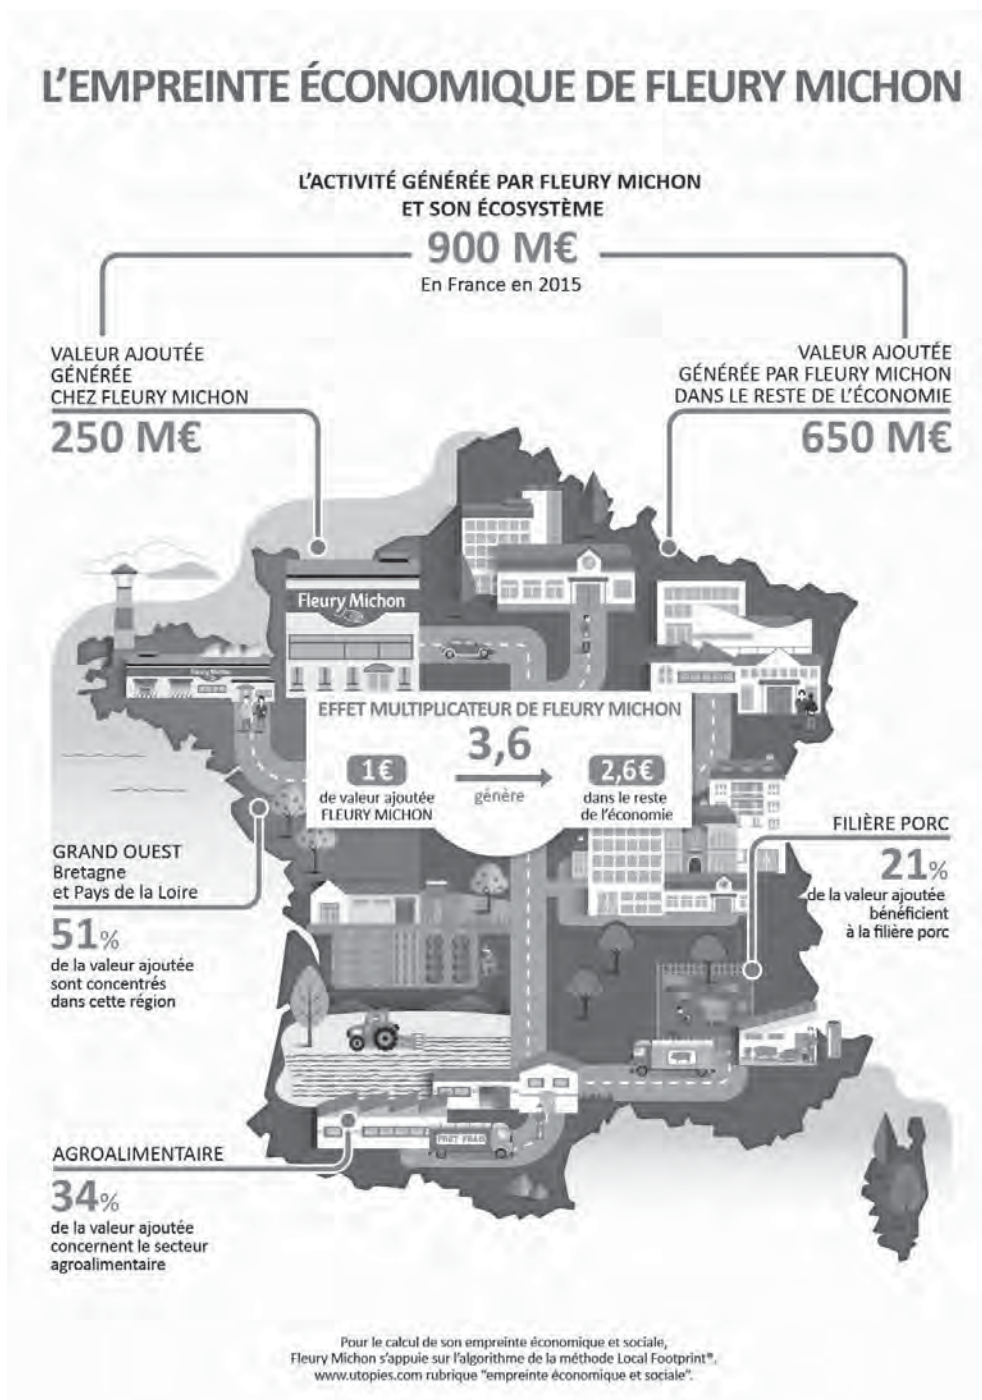 L'EMPREINTE ÉCONOMIQUE DE FLEURY MICHON
L'ACTIVITÉ GÉNÉRÉE PAR FLEURY MICHON
ET SON ÉCOSYSTÈME
900 M€
En France en 2015
VALEUR AJOUTÉE
GÉNÉRÉE
CHEZ FLEURY MICHON
250 M€
VALEUR AJOUTÉE
GÉNÉRÉE PAR FLEURY MICHON
DANS LE RESTE DE L'ÉCONOMIE
650 M€
Fleury Michon
Fleury Michon
EFFET MULTIPLICATEUR DE FLEURY MICHON
3,6
1€
de valeur ajoutée
FLEURY MICHON
génère
2,6€
dans le reste
de l'économie
GRAND OUEST
Bretagne
et Pays de la Loire
51%
de la valeur ajoutée
sont concentrés
dans cette région
FILIÈRE PORC
21%
de la valeur ajoutée
bénéficient
à la filière porc
FRET FRAIS
AGROALIMENTAIRE
34%
de la valeur ajoutée
concernent le secteur
agroalimentaire
Pour le calcul de son empreinte économique et sociale,
Fleury Michon s'appuie sur l'algorithme de la méthode Local Footprint®.
www.utopies.com rubrique "empreinte économique et sociale".